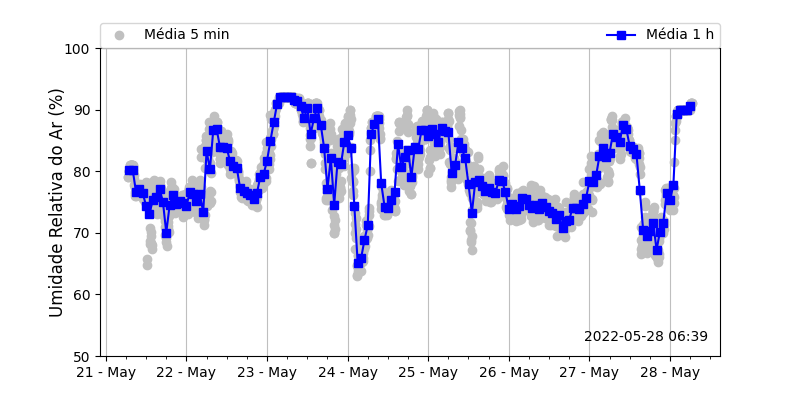 Média 5 min
Média 1 h
Umidade Relativa do Ar (%)
100
90
80
70
60
50
2022-05-28 06:39
21 - May
22 - May
23 - May
24 - May
25 - May
26 - May
27 - May
28 - May